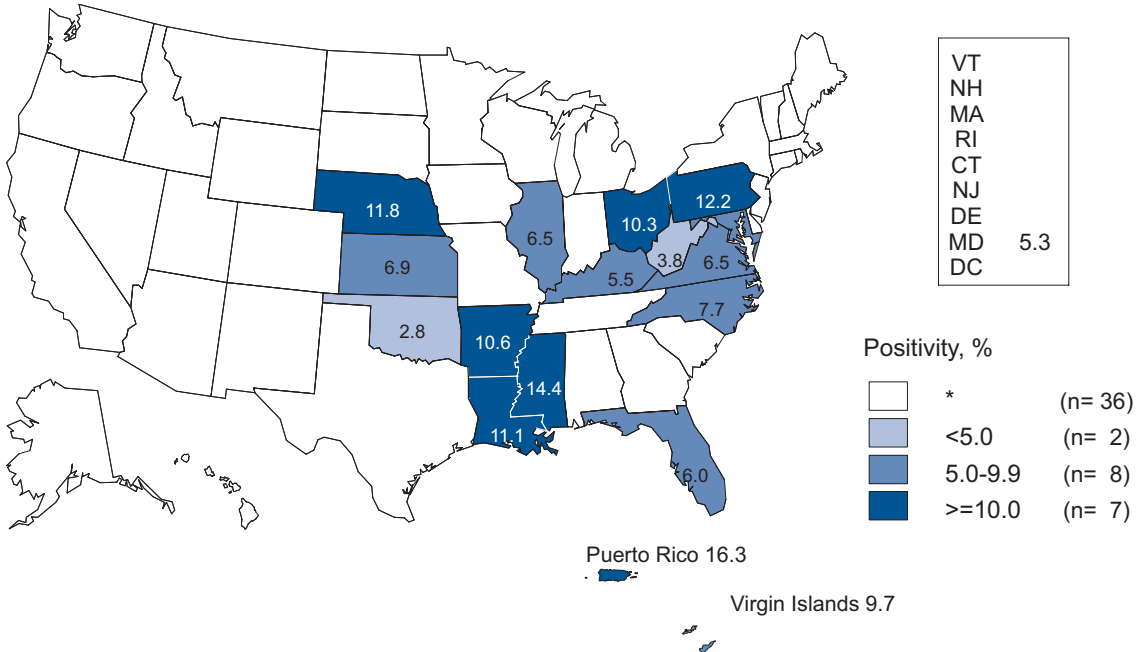 VT
NH
MA
RI
CT
NJ
DE
MD 5.3
DC
11.8
12.2
10.3
6.5
3.8
6.5
6.9
5.5
7.7
2.8
10.6
14.4
11.1
6.0
Positivity, %
* (n= 36)
<5.0 (n= 2)
5.0-9.9 (n= 8)
>=10.0 (n= 7)
Puerto Rico 16.3
Virgin Islands 9.7